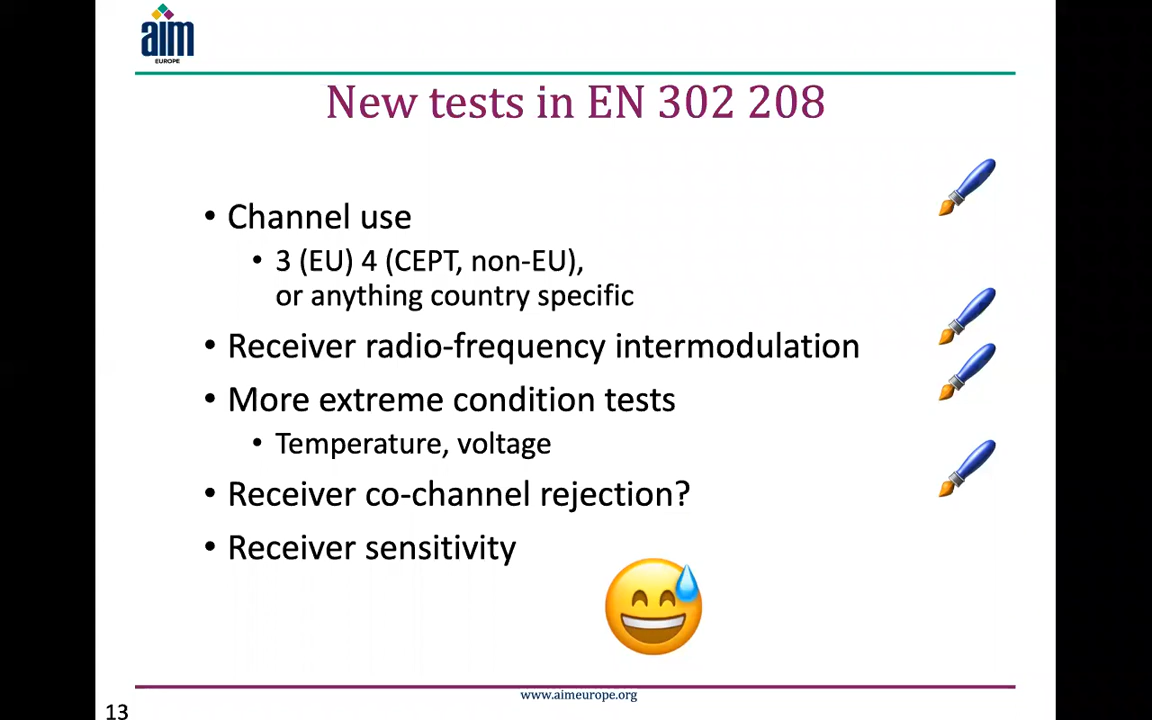 aim
EUROPE
New tests in EN 302 208
• Channel use
• 3 (EU) 4 (CEPT, non-EU),
or anything country specific
• Receiver radio-frequency intermodulation
• More extreme condition tests
• Temperature, voltage
• Receiver co-channel rejection?
• Receiver sensitivity
www.aimeurope.org
13